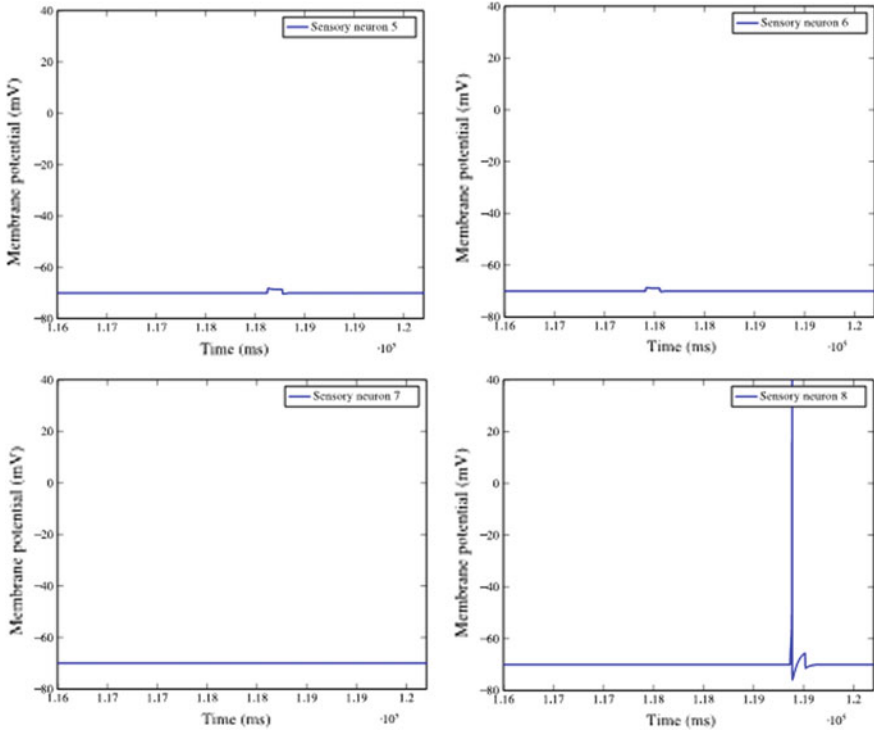 Sensory neuron 5
Membrane potential (mV)
40
20
0
−20
−40
−60
−80
1.16 1.17 1.17 1.18 1.18 1.19 1.19 1.2
Time (ms)
Sensory neuron 6
Membrane potential (mV)
40
20
0
−20
−40
−60
−80
1.16 1.17 1.17 1.18 1.18 1.19 1.19 1.2
Time (ms)
Sensory neuron 7
Membrane potential (mV)
40
20
0
−20
−40
−60
−80
1.16 1.17 1.17 1.18 1.18 1.19 1.19 1.2
Time (ms)
Sensory neuron 8
Membrane potential (mV)
40
20
0
−20
−40
−60
−80
1.16 1.17 1.17 1.18 1.18 1.19 1.19 1.2
Time (ms)